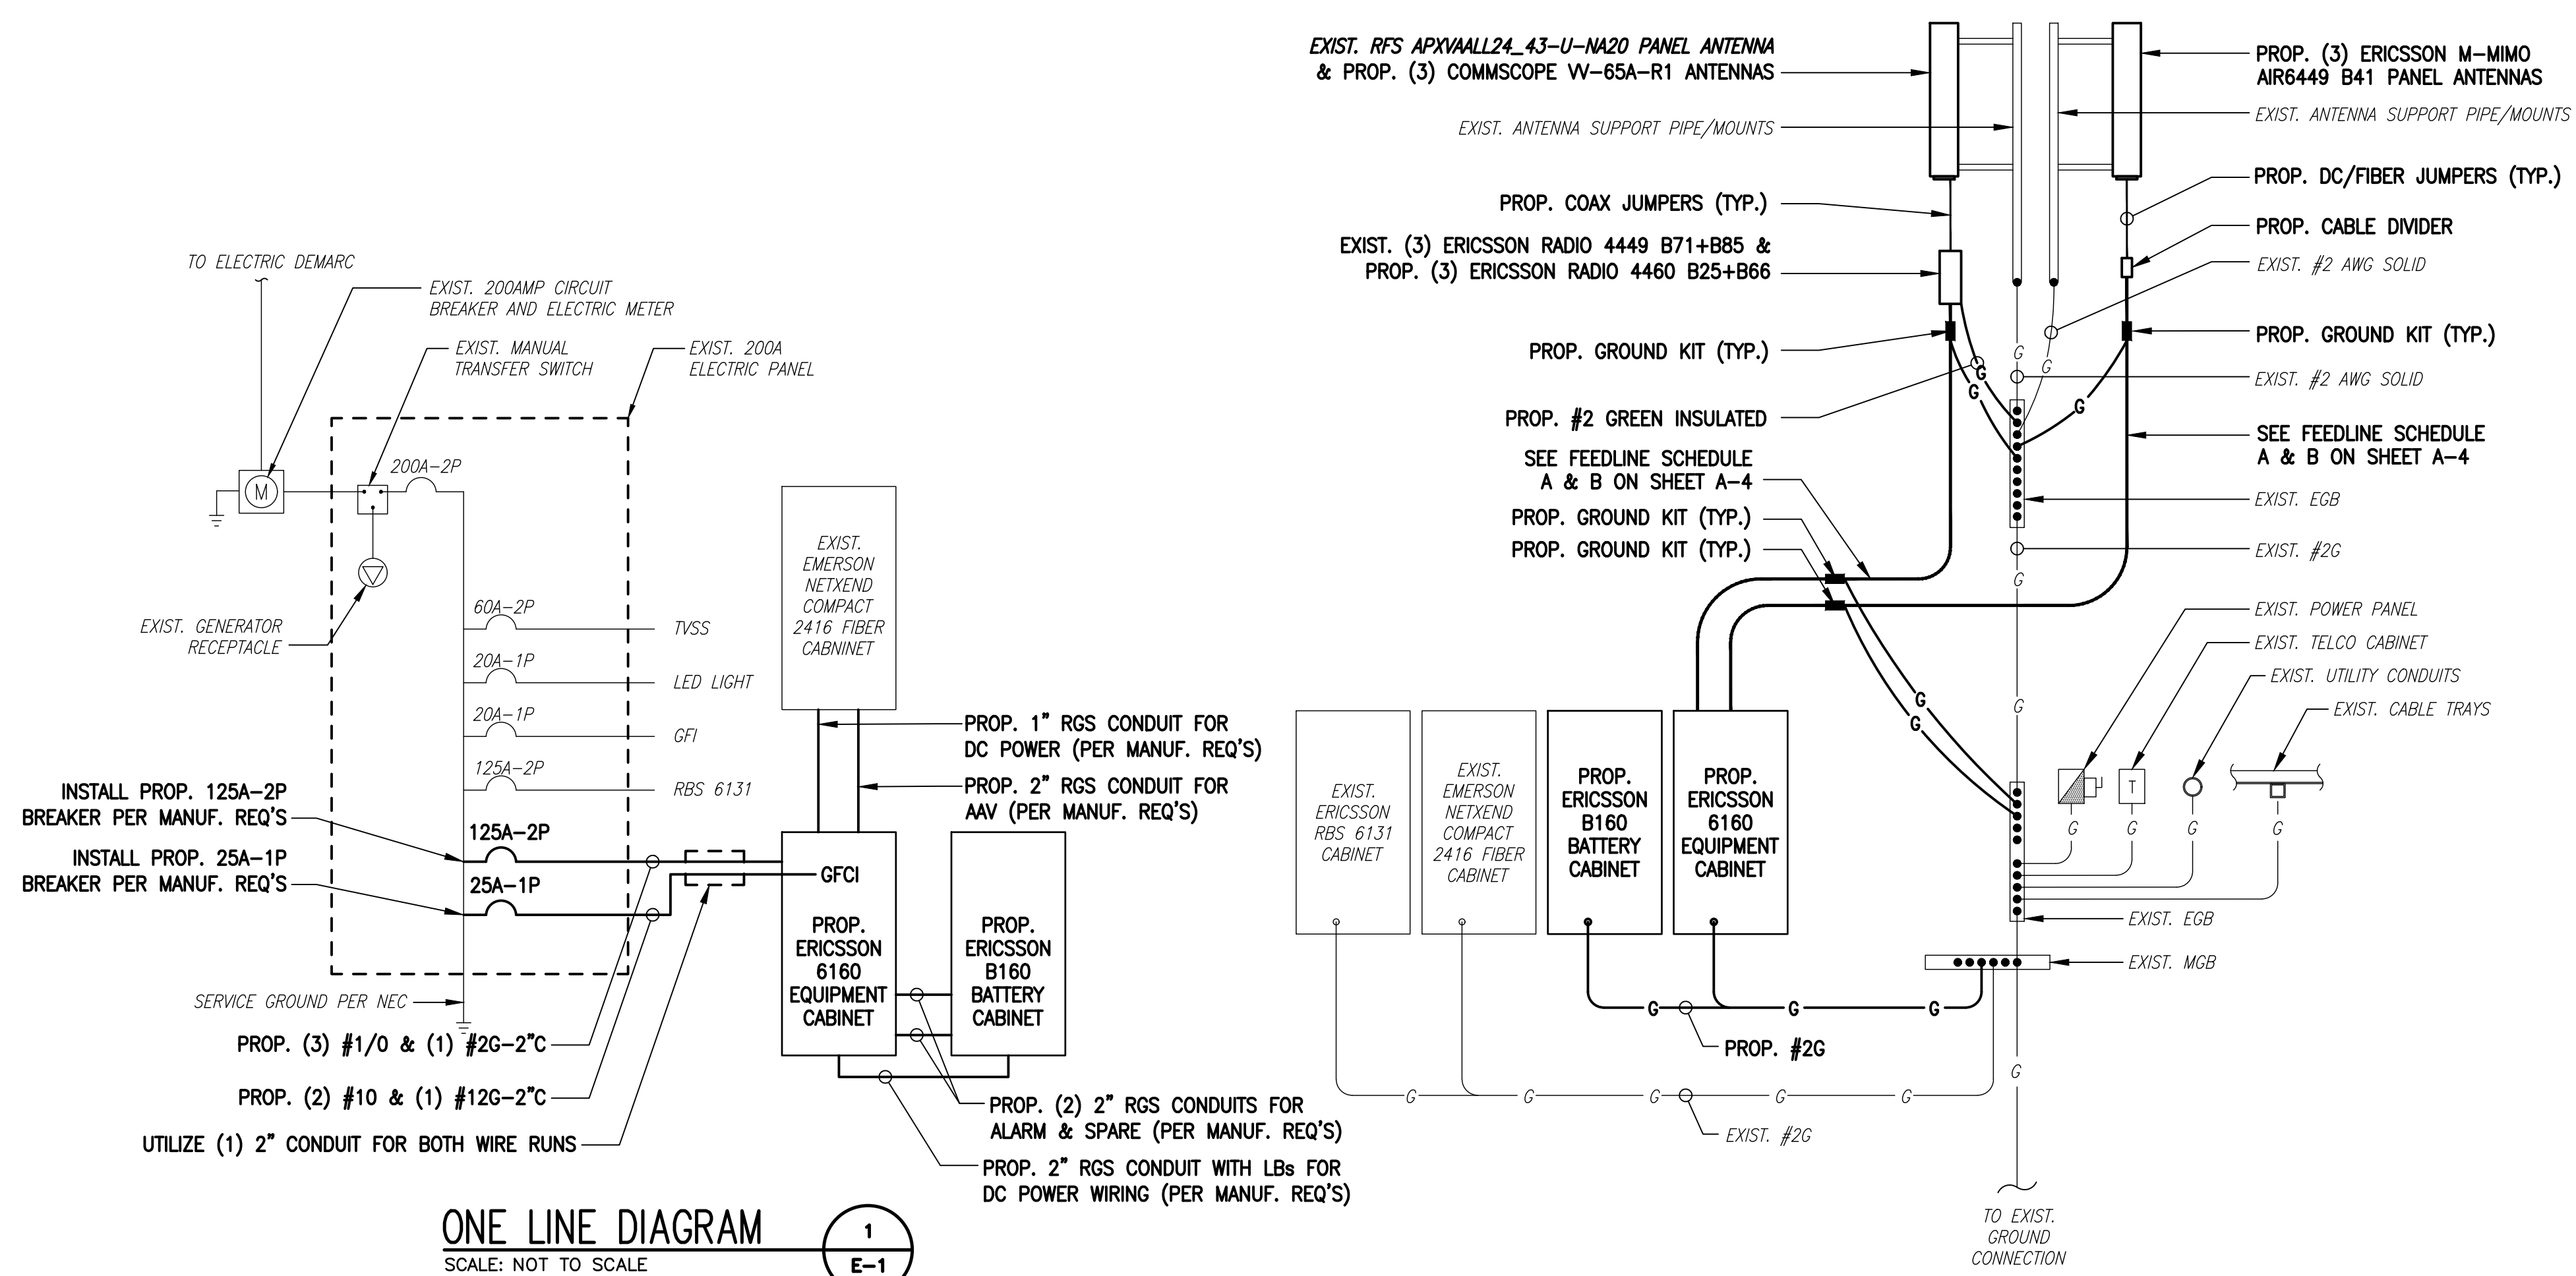 TO ELECTRIC DEMARC
EXIST. 200AMP CIRCUIT
BREAKER AND ELECTRIC METER
EXIST. MANUAL
TRANSFER SWITCH
EXIST. 200A
ELECTRIC PANEL
200A-2P
M
EXIST. GENERATOR
RECEPTACLE
60A-2P
TVSS
20A-1P
LED LIGHT
20A-1P
GFI
125A-2P
RBS 6131
INSTALL PROP. 125A-2P
BREAKER PER MANUF. REQ'S
125A-2P
INSTALL PROP. 25A-1P
BREAKER PER MANUF. REQ'S
25A-1P
SERVICE GROUND PER NEC
PROP. (3) #1/0 & (1) #2G-2"C
PROP. (2) #10 & (1) #12G-2"C
UTILIZE (1) 2" CONDUIT FOR BOTH WIRE RUNS
EXIST.
EMERSON
NETXEND
COMPACT
2416 FIBER
CABNINET
PROP. 1" RGS CONDUIT FOR
DC POWER (PER MANUF. REQ'S)
PROP. 2" RGS CONDUIT FOR
AAV (PER MANUF. REQ'S)
GFCI
PROP.
ERICSSON
6160
EQUIPMENT
CABINET
PROP.
ERICSSON
B160
BATTERY
CABINET
PROP. (2) 2" RGS CONDUITS FOR
ALARM & SPARE (PER MANUF. REQ'S)
PROP. 2" RGS CONDUIT WITH LBs FOR
DC POWER WIRING (PER MANUF. REQ'S)
ONE LINE DIAGRAM
SCALE: NOT TO SCALE
1
E-1
EXIST. RFS APXVAALL24_43-U-NA20 PANEL ANTENNA
& PROP. (3) COMMSCOPE VV-65A-R1 ANTENNAS
EXIST. ANTENNA SUPPORT PIPE/MOUNTS
PROP. COAX JUMPERS (TYP.)
EXIST. (3) ERICSSON RADIO 4449 B71+B85 &
PROP. (3) ERICSSON RADIO 4460 B25+B66
PROP. GROUND KIT (TYP.)
PROP. #2 GREEN INSULATED
SEE FEEDLINE SCHEDULE
A & B ON SHEET A-4
PROP. GROUND KIT (TYP.)
PROP. GROUND KIT (TYP.)
PROP. (3) ERICSSON M-MIMO
AIR6449 B41 PANEL ANTENNAS
EXIST. ANTENNA SUPPORT PIPE/MOUNTS
PROP. DC/FIBER JUMPERS (TYP.)
PROP. CABLE DIVIDER
EXIST. #2 AWG SOLID
PROP. GROUND KIT (TYP.)
EXIST. #2 AWG SOLID
SEE FEEDLINE SCHEDULE
A & B ON SHEET A-4
EXIST. EGB
EXIST. #2G
EXIST. POWER PANEL
EXIST. TELCO CABINET
EXIST. UTILITY CONDUITS
EXIST. CABLE TRAYS
G
G
G
G
G
G
G
G
G
G
T
G
G
G
G
EXIST.
ERICSSON
RBS 6131
CABINET
EXIST.
EMERSON
NETXEND
COMPACT
2416 FIBER
CABINET
PROP.
ERICSSON
B160
BATTERY
CABINET
PROP.
ERICSSON
6160
EQUIPMENT
CABINET
EXIST. EGB
EXIST. MGB
G G G
PROP. #2G
G
G G G G G
EXIST. #2G
TO EXIST.
GROUND
CONNECTION